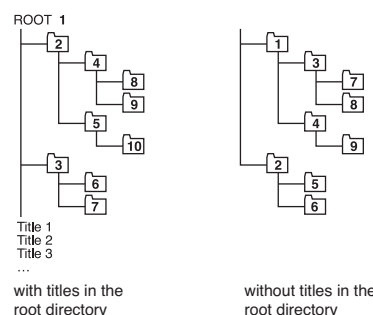 ROOT 1
2
4
8
9
5
10
3
6
7
Title 1
Title 2
Title 3
...
with titles in the
root directory
1
3
7
8
4
9
2
5
6
without titles in the
root directory